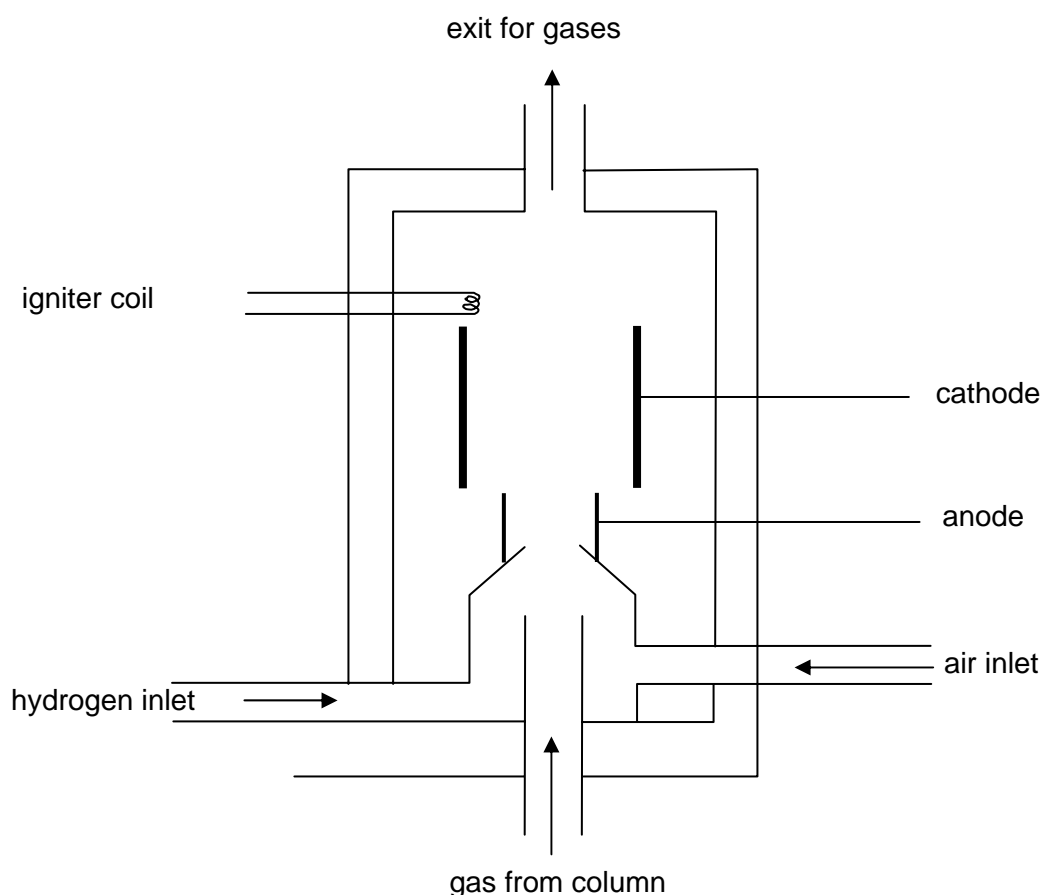 exit for gases
igniter coil
cathode
anode
air inlet
hydrogen inlet
gas from column